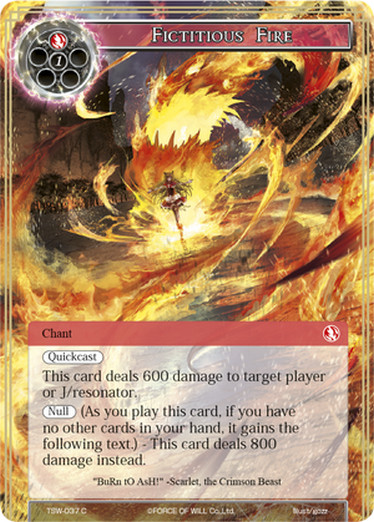 Fictitious Fire
1
Chant
Quickcast
This card deals 600 damage to target player
or J/resonator.
Null (As you play this card, if you have
no other cards in your hand, it gains the
following text.) - This card deals 800
damage instead.
"BuRn tO AsH!" -Scarlet, the Crimson Beast
TSW-037 C ©FORCE OF WILL Co.,Ltd. Illust/